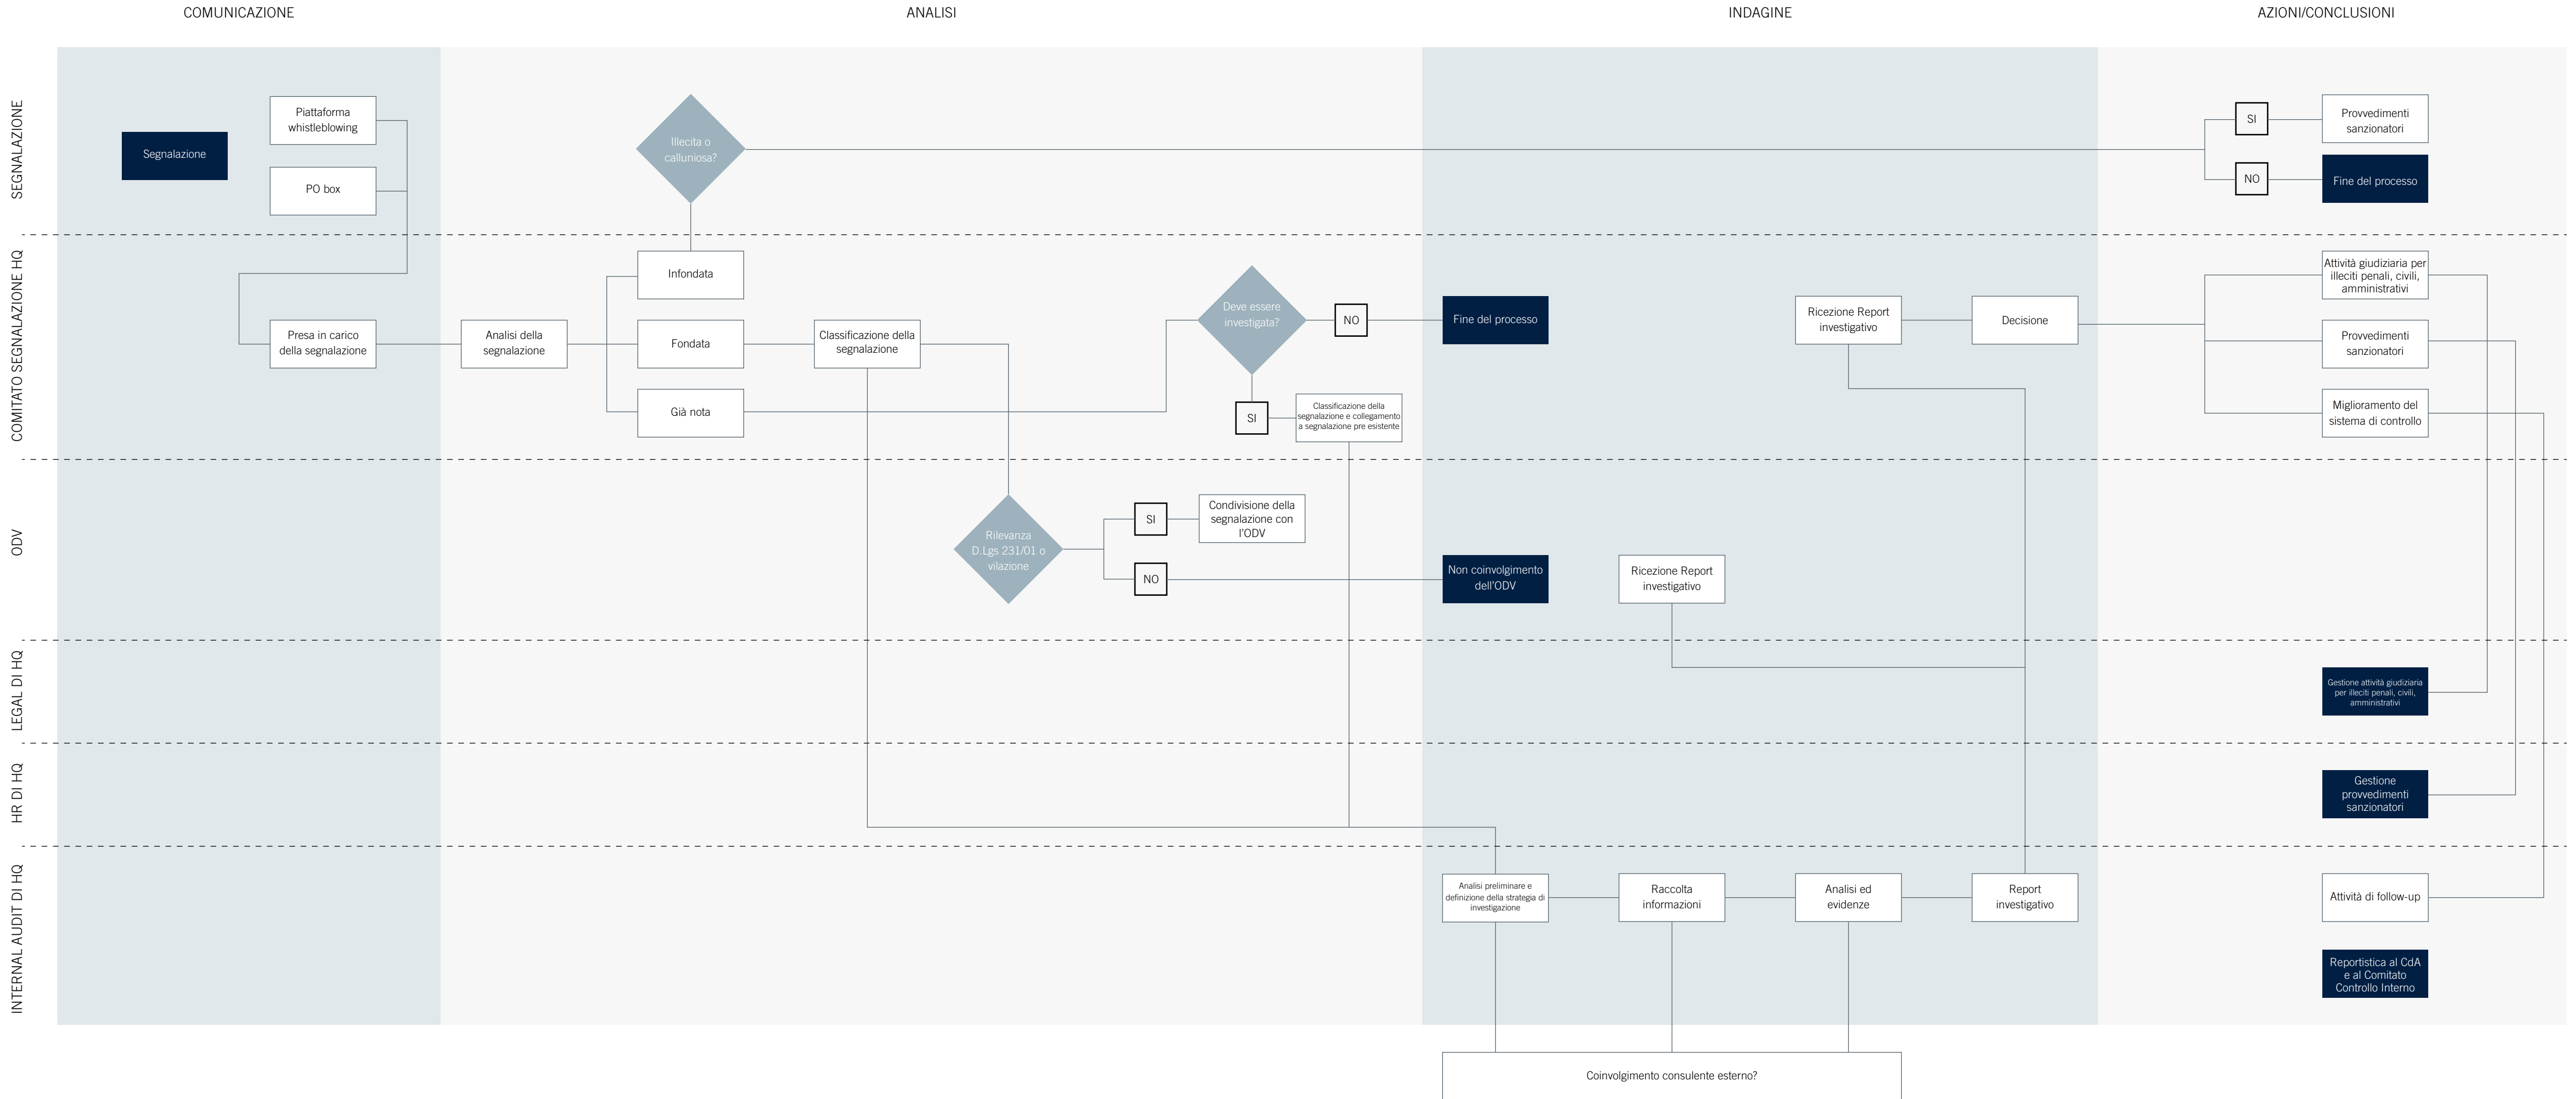 COMUNICAZIONE
ANALISI
INDAGINE
AZIONI/CONCLUSIONI
SEGNALAZIONE
Segnalazione
Piattaforma
whistleblowing
PO box
Illecita o
calluniosa?
SI
Provvedimenti
sanzionatori
NO
Fine del processo
COMITATO SEGNALAZIONE HQ
Presa in carico
della segnalazione
Analisi della
segnalazione
Infondata
Fondata
Già nota
Classificazione della
segnalazione
Deve essere
investigata?
NO
Fine del processo
SI
Classificazione della
segnalazione e collegamento
a segnalazione pre esistente
Ricezione Report
investigativo
Decisione
Attività giudiziaria per
illeciti penali, civili,
amministrativi
Provvedimenti
sanzionatori
Miglioramento del
sistema di controllo
ODV
Rilevanza
D.Lgs 231/01 o
vilazione
SI
Condivisione della
segnalazione con
l'ODV
NO
Non coinvolgimento
dell'ODV
Ricezione Report
investigativo
LEGAL DI HQ
Gestione attività giudiziaria
per illeciti penali, civili,
amministrativi
HR DI HQ
Gestione
provvedimenti
sanzionatori
INTERNAL AUDIT DI HQ
Analisi preliminare e
definizione della strategia di
investigazione
Raccolta
informazioni
Analisi ed
evidenze
Report
investigativo
Attività di follow-up
Reportistica al CdA
e al Comitato
Controllo Interno
Coinvolgimento consulente esterno?